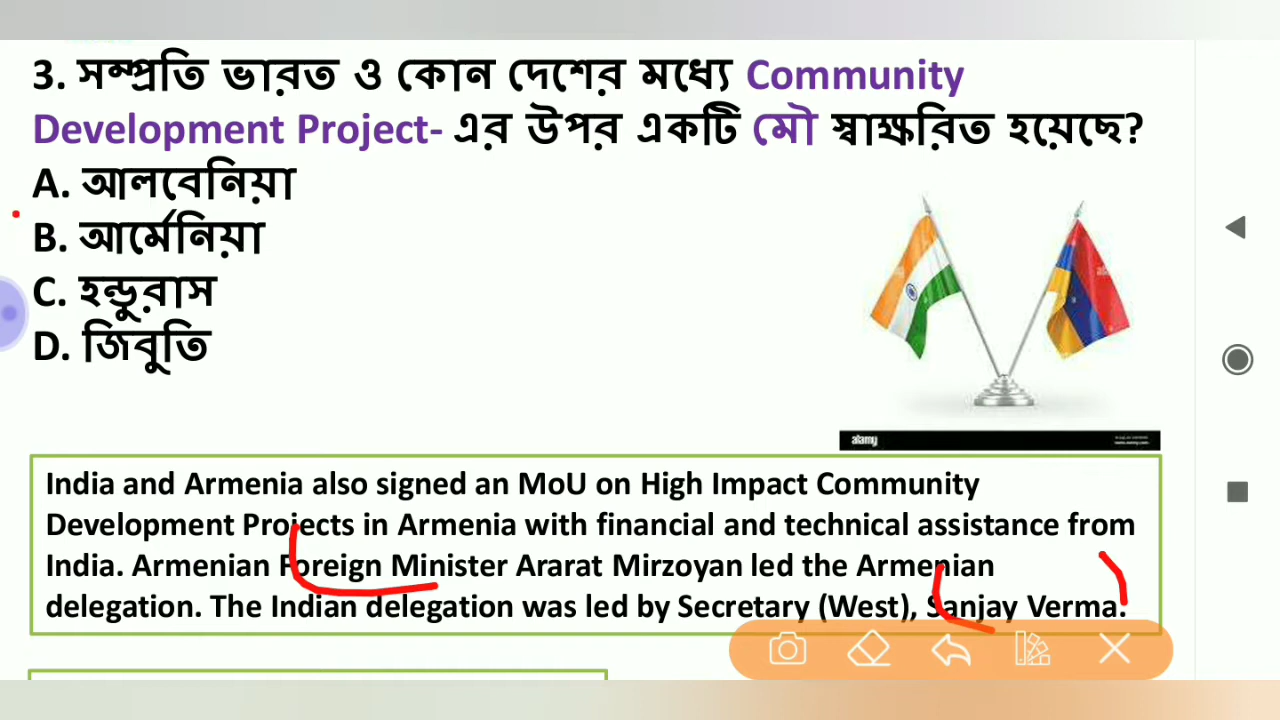 3. সম্প্রতি ভারত ও কোন দেশের মধ্যে Community
Development Project- এর উপর একটি মৌ স্বাক্ষরিত হয়েছে?
A. আলবেনিয়া
B. আর্মেনিয়া
C. হন্ডুরাস
D. জিবুতি
alamy
India and Armenia also signed an MoU on High Impact Community
Development Projects in Armenia with financial and technical assistance from
India. Armenian Foreign Minister Ararat Mirzoyan led the Armenian
delegation. The Indian delegation was led by Secretary (West), Sanjay Verma.